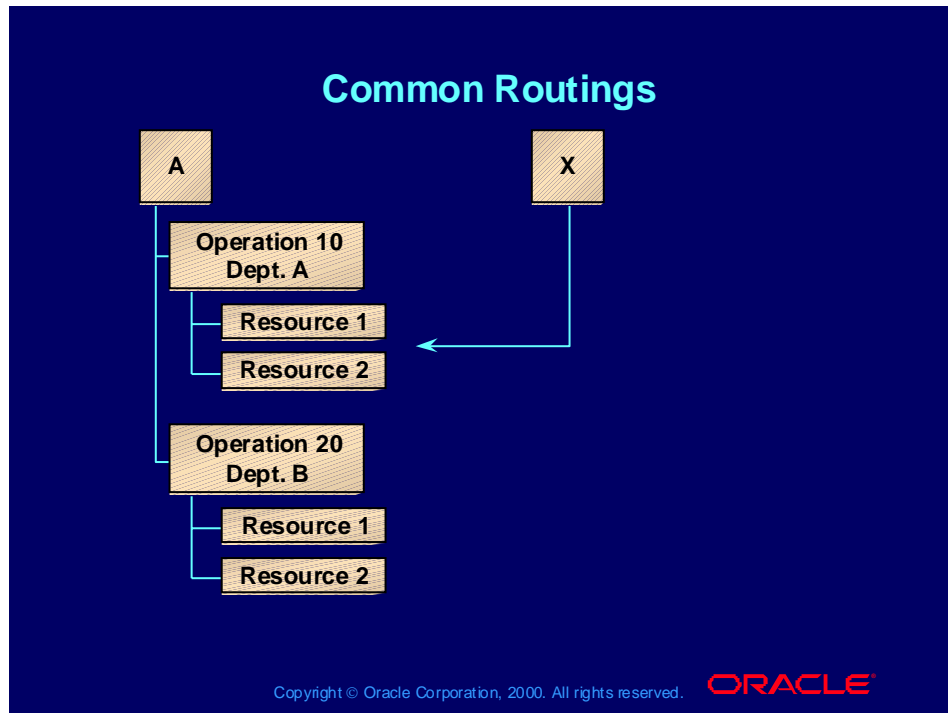 Common Routings
A
X
Operation 10
Dept. A
Resource 1
Resource 2
Operation 20
Dept. B
Resource 1
Resource 2
Copyright © Oracle Corporation, 2000. All rights reserved.
ORACLE®